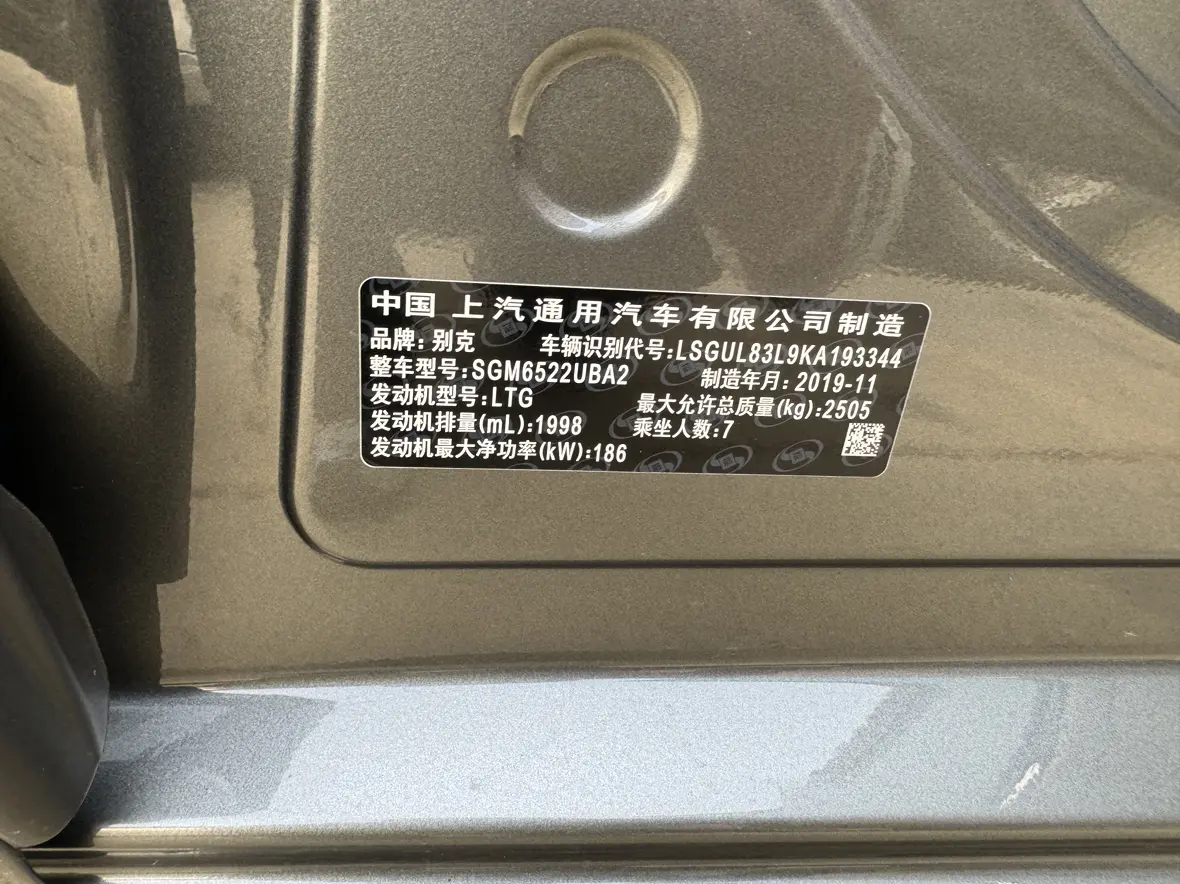 中国 上汽通用汽车有限公司制造
品牌: 别克 车辆识别代号:LSGUL83L9KA193344
整车型号:SGM6522UBA2 制造年月: 2019-11
发动机型号:LTG 最大允许总质量(kg):2505
发动机排量(mL):1998 乘坐人数:7
发动机最大净功率(kW):186